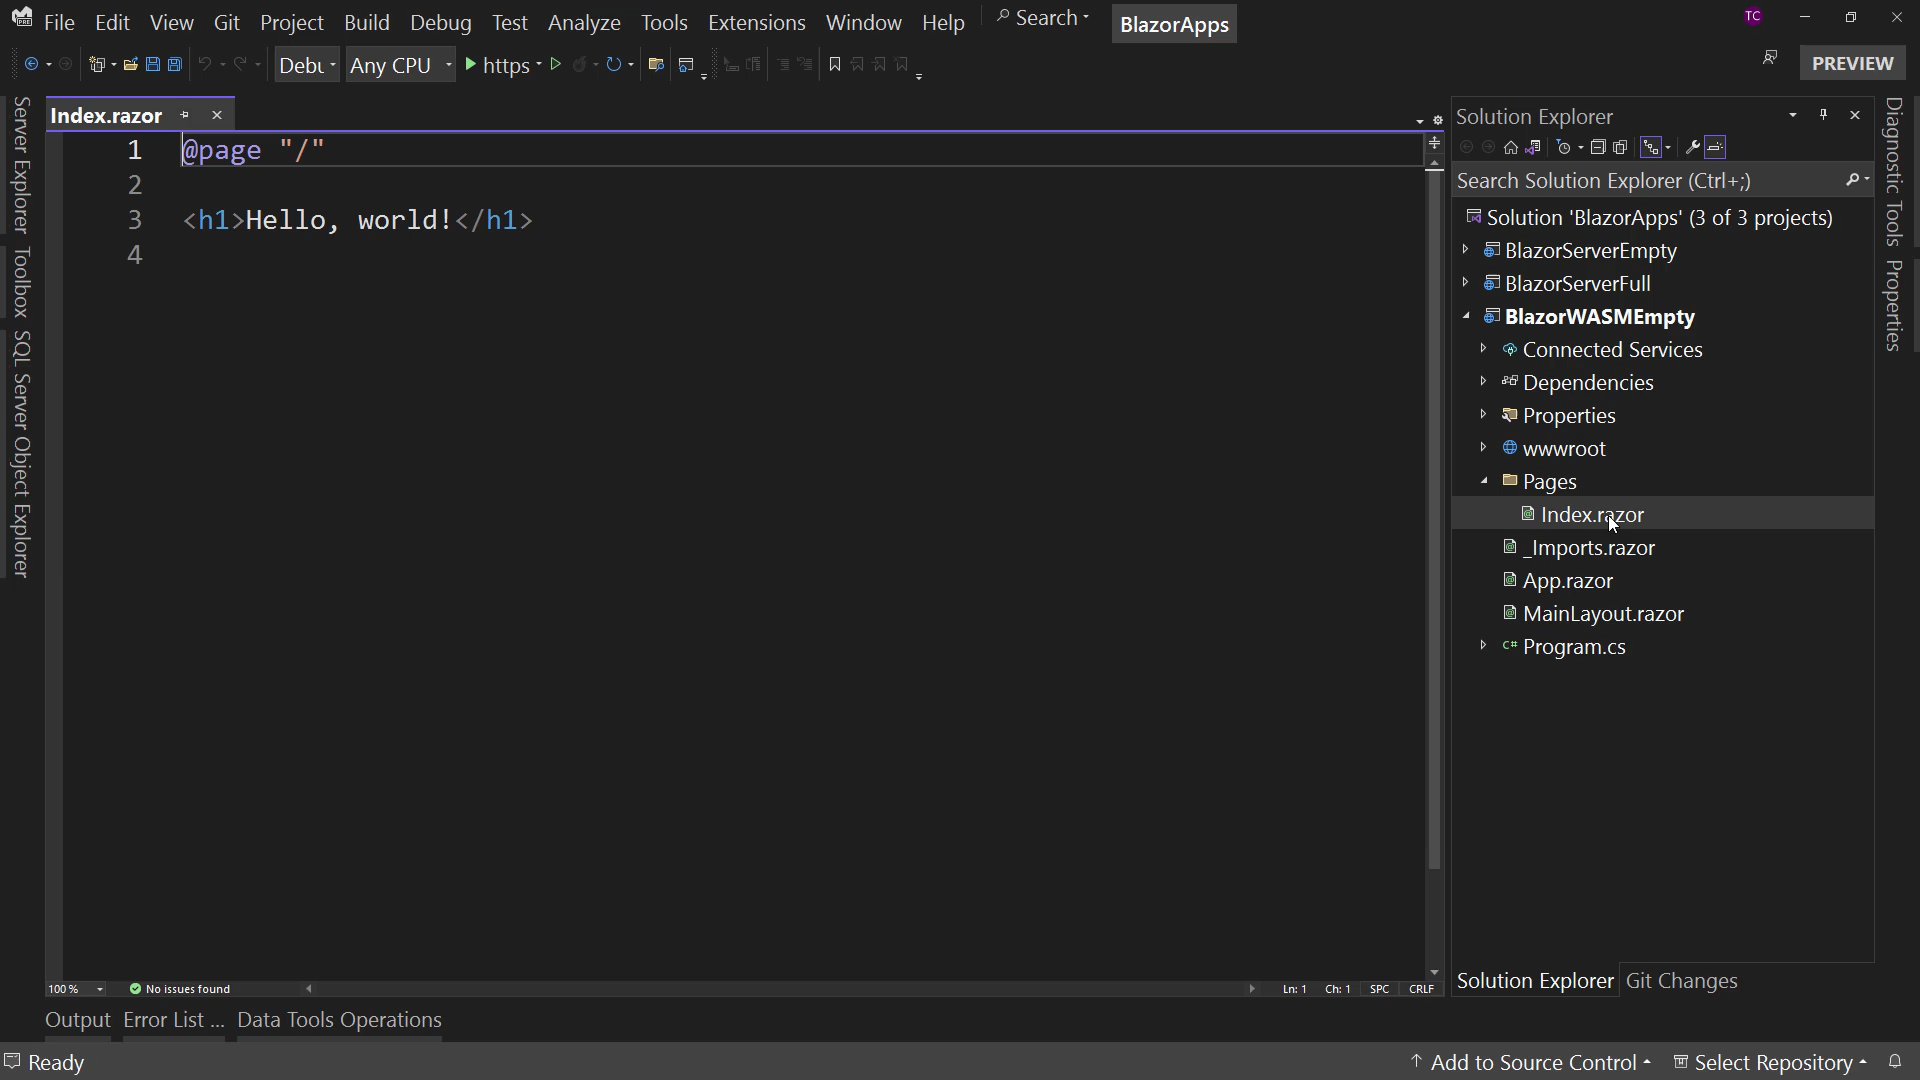 File Edit View Git Project Build Debug Test Analyze Tools Extensions Window Help Search BlazorApps TC
Debu Any CPU https PREVIEW
Server Explorer
Toolbox
SQL Server Object Explorer
Index.razor
1 @page "/"
2
3 <h1>Hello, world!</h1>
4
100 % No issues found Ln: 1 Ch: 1 SPC CRLF
Solution Explorer
Search Solution Explorer (Ctrl+;)
Solution 'BlazorApps' (3 of 3 projects)
BlazorServerEmpty
BlazorServerFull
BlazorWASMEmpty
Connected Services
Dependencies
Properties
wwwroot
Pages
Index.razor
_Imports.razor
App.razor
MainLayout.razor
C# Program.cs
Solution Explorer Git Changes
Diagnostic Tools
Properties
Output Error List ... Data Tools Operations
Ready Add to Source Control Select Repository